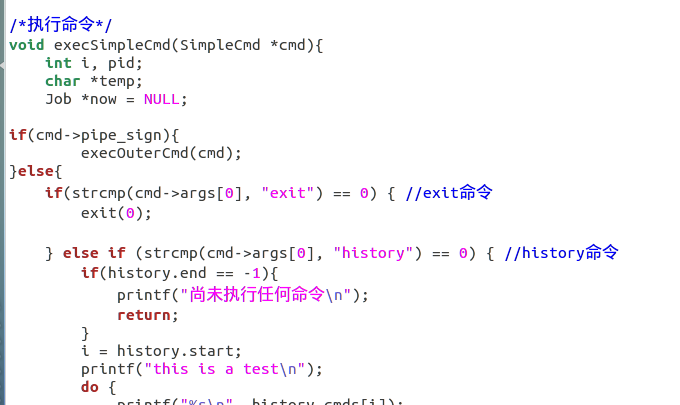 /*执行命令*/
void execSimpleCmd(SimpleCmd *cmd){
    int i, pid;
    char *temp;
    Job *now = NULL;

if(cmd->pipe_sign){
        execOuterCmd(cmd);
}else{
    if(strcmp(cmd->args[0], "exit") == 0) { //exit命令
        exit(0);

    } else if (strcmp(cmd->args[0], "history") == 0) { //history命令
        if(history.end == -1){
            printf("尚未执行任何命令\n");
            return;
        }
        i = history.start;
        printf("this is a test\n");
        do {
            printf("%s\n", history.cmds[i]);